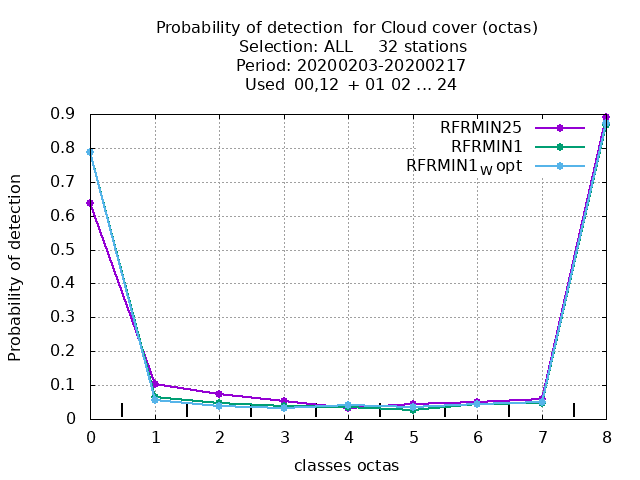 Probability of detection  for Cloud cover (octas)
Selection: ALL     32 stations
Period: 20200203-20200217
Used  00,12  + 01 02 ... 24
RFRMIN25
RFRMIN1
RFRMIN1W opt
Probability of detection
0.9
0.8
0.7
0.6
0.5
0.4
0.3
0.2
0.1
0
0 1 2 3 4 5 6 7 8
classes octas